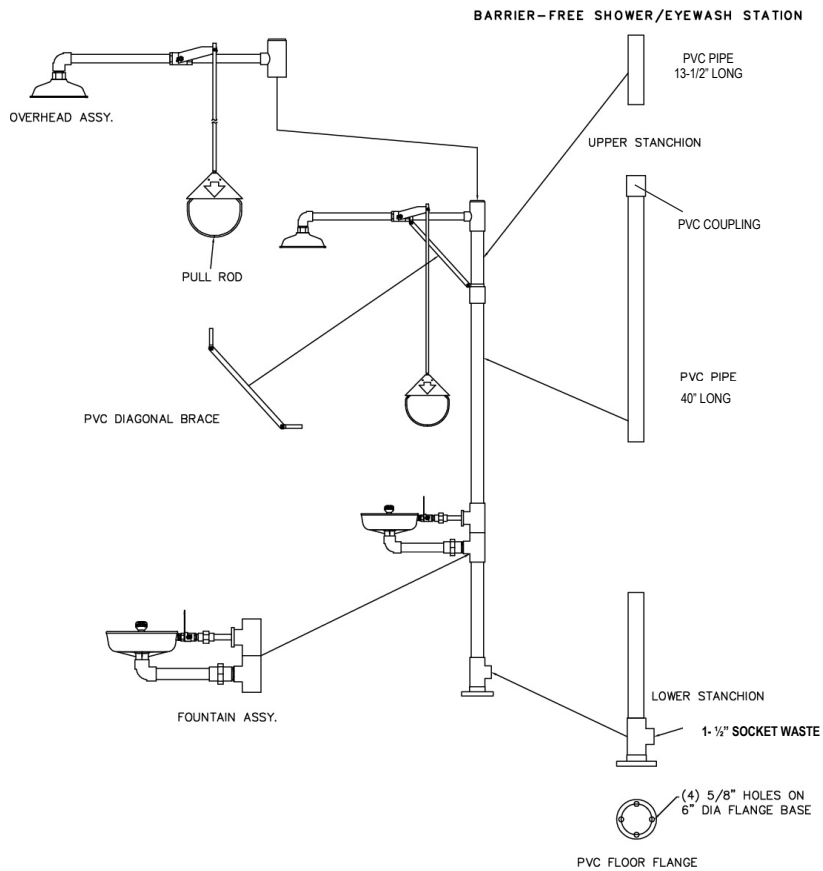 BARRIER-FREE SHOWER/EYEWASH STATION
PVC PIPE
13-1/2" LONG
OVERHEAD ASSY.
UPPER STANCHION
PVC COUPLING
PULL ROD
PVC PIPE
40" LONG
PVC DIAGONAL BRACE
LOWER STANCHION
FOUNTAIN ASSY.
1- ½" SOCKET WASTE
(4) 5/8" HOLES ON
6" DIA FLANGE BASE
PVC FLOOR FLANGE